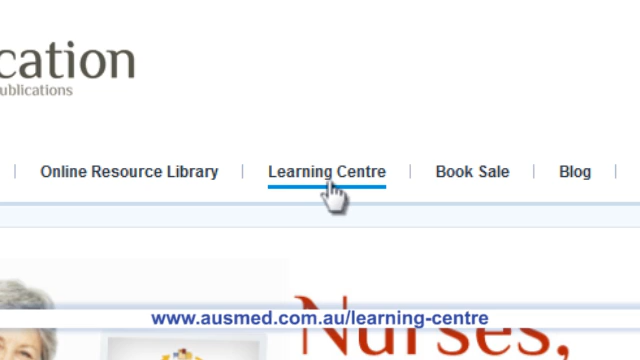 cation
ublications
Online Resource Library | Learning Centre | Book Sale | Blog
www.ausmed.com.au/learning-centre
Nurses,